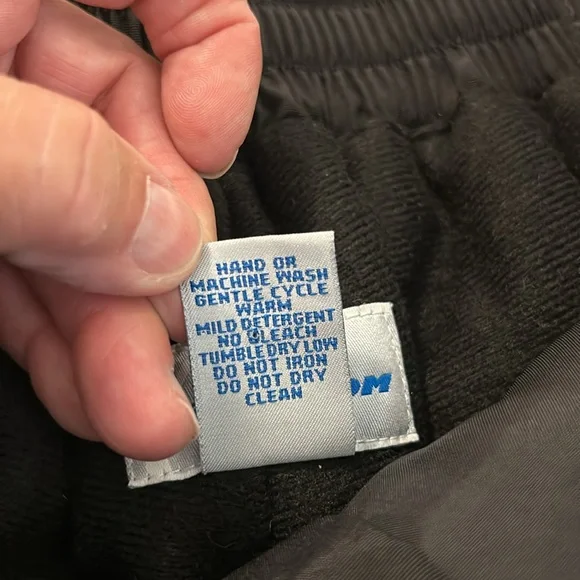 HAND OR
MACHINE WASH
GENTLE CYCLE
WARM
MILD DETERGENT
NO BLEACH
TUMBLE DRY LOW
DO NOT IRON
DO NOT DRY
CLEAN